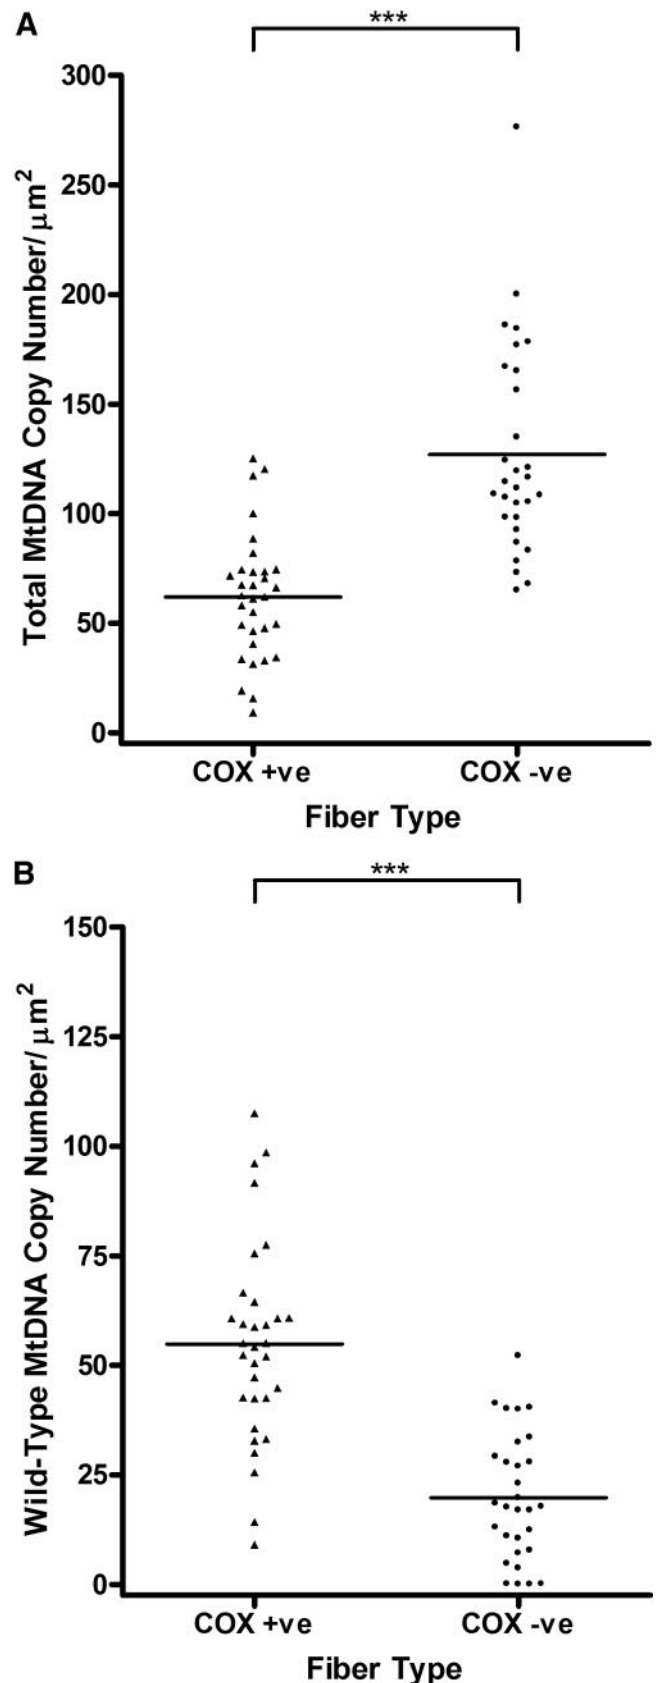 A
***
Total MtDNA Copy Number/μm²
300
250
200
150
100
50
0
COX +ve COX -ve
Fiber Type
B
***
Wild-Type MtDNA Copy Number/μm²
150
125
100
75
50
25
0
COX +ve COX -ve
Fiber Type